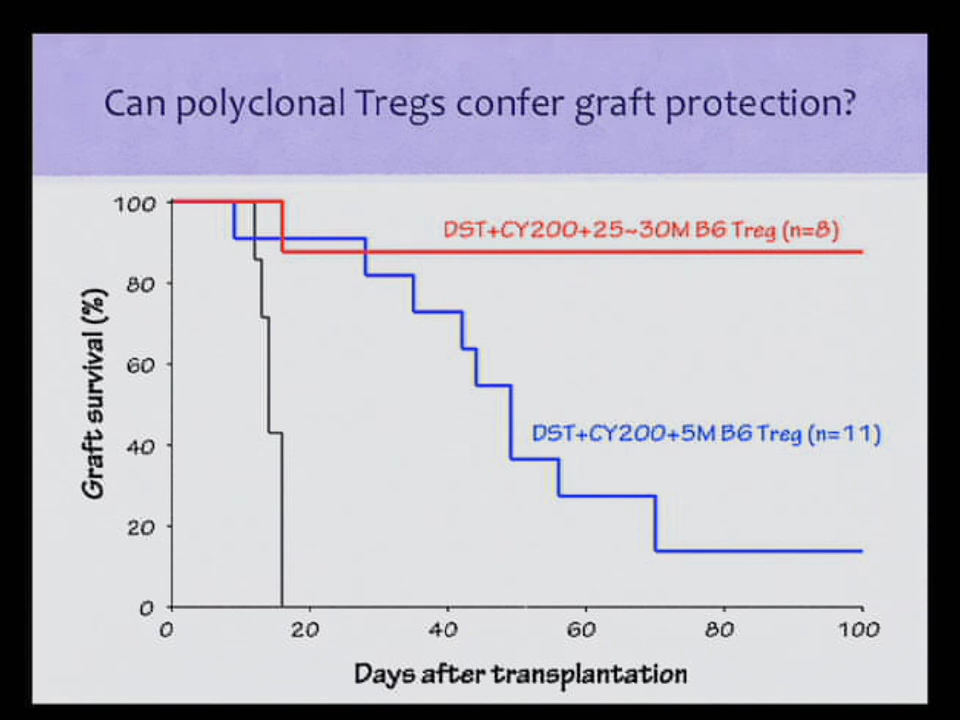 Can polyclonal Tregs confer graft protection?
100
80
60
40
20
0
Graft survival (%)
DST+CY200+25~30M B6 Treg (n=8)
DST+CY200+5M B6 Treg (n=11)
0 20 40 60 80 100
Days after transplantation